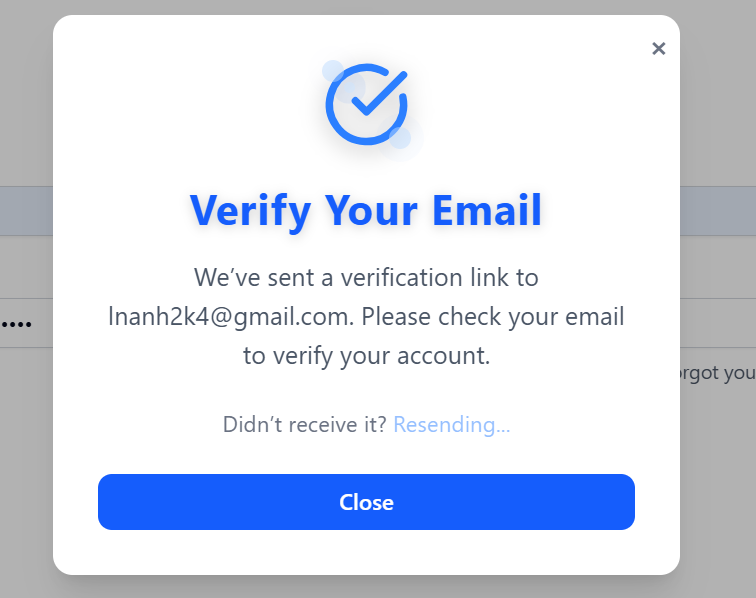 ×
Verify Your Email
We’ve sent a verification link to
lnanh2k4@gmail.com. Please check your email
to verify your account.
••••
orgot you
Didn’t receive it? Resending...
Close